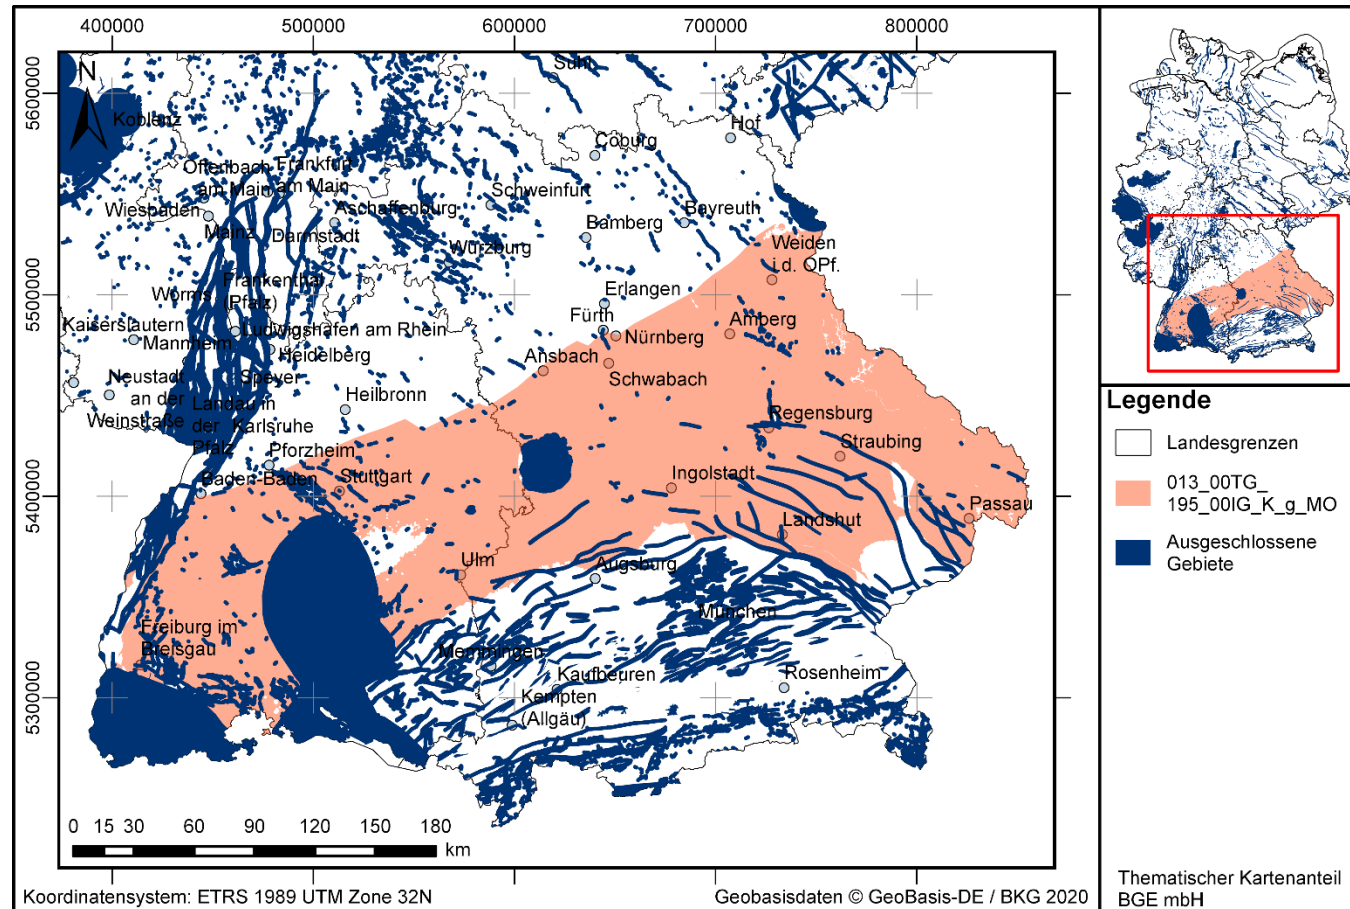 400000 500000 600000 700000 800000
5600000
5500000
5400000
5300000
N
Suhl
Koblenz
Hof
Coburg
Offenbach
am Main
Frankfurt
am Main
Schweinfurt
Wiesbaden
Aschaffenburg
Bamberg
Bayreuth
Mainz
Darmstadt
Würzburg
Weiden
i.d. OPf.
Frankenthal
(Pfalz)
Worms
Erlangen
Kaiserslautern
Ludwigshafen am Rhein
Fürth
Amberg
Mannheim
Nürnberg
Heidelberg
Ansbach
Neustadt
an der
Weinstraße
Speyer
Schwabach
Heilbronn
Landau in
der
Pfalz
Karlsruhe
Regensburg
Pforzheim
Straubing
Baden-Baden
Stuttgart
Ingolstadt
Passau
Landshut
Ulm
Augsburg
München
Freiburg im
Breisgau
Memmingen
Kaufbeuren
Rosenheim
Kempten
(Allgäu)
0 15 30 60 90 120 150 180
km
Koordinatensystem: ETRS 1989 UTM Zone 32N
Geobasisdaten © GeoBasis-DE / BKG 2020
Legende
Landesgrenzen
013_00TG_
195_00IG_K_g_MO
Ausgeschlossene
Gebiete
Thematischer Kartenanteil
BGE mbH